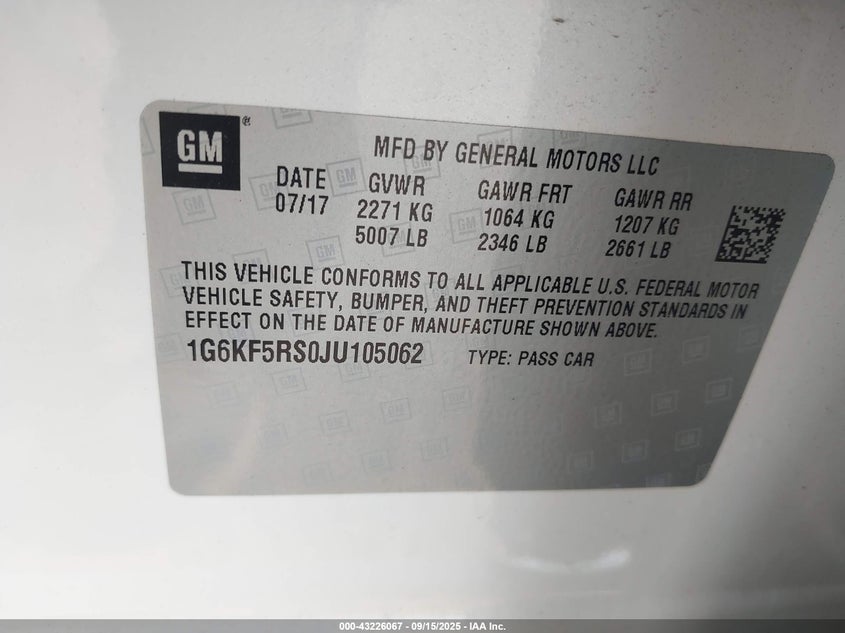 GM ®
MFD BY GENERAL MOTORS LLC
DATE GVWR GAWR FRT GAWR RR
07/17 2271 KG 1064 KG 1207 KG
5007 LB 2346 LB 2661 LB
THIS VEHICLE CONFORMS TO ALL APPLICABLE U.S. FEDERAL MOTOR
VEHICLE SAFETY, BUMPER, AND THEFT PREVENTION STANDARDS IN
EFFECT ON THE DATE OF MANUFACTURE SHOWN ABOVE.
1G6KF5RS0JU105062 TYPE: PASS CAR
000-43226067 - 09/15/2025 - IAA Inc.